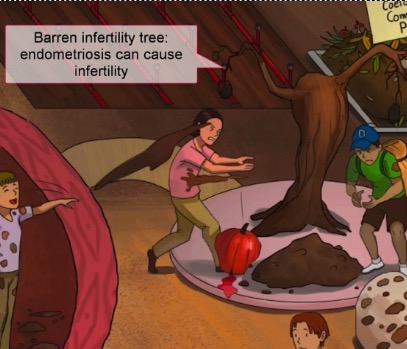 Barren infertility tree:
endometriosis can cause
infertility
D